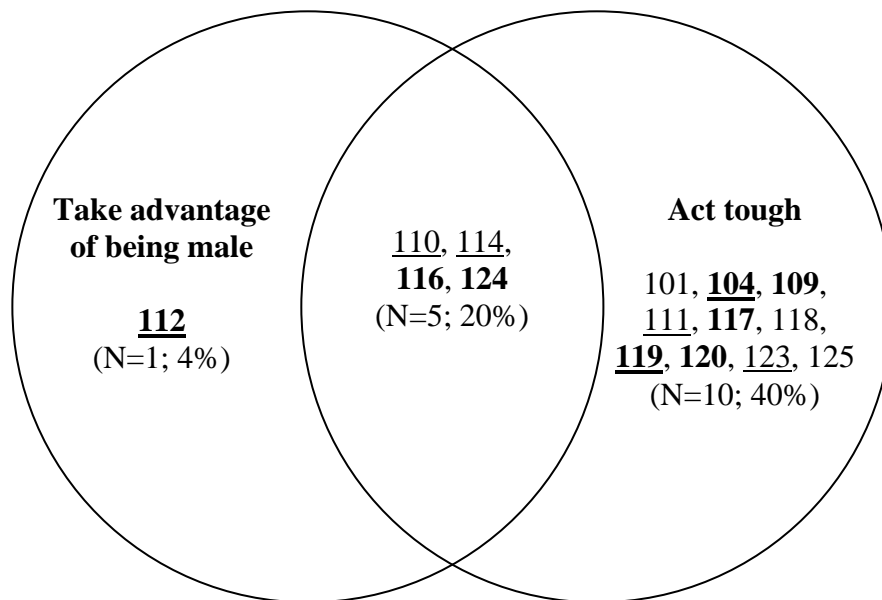 Take advantage
of being male
112
(N=1; 4%)
110, 114,
116, 124
(N=5; 20%)
Act tough
101, 104, 109,
111, 117, 118,
119, 120, 123, 125
(N=10; 40%)